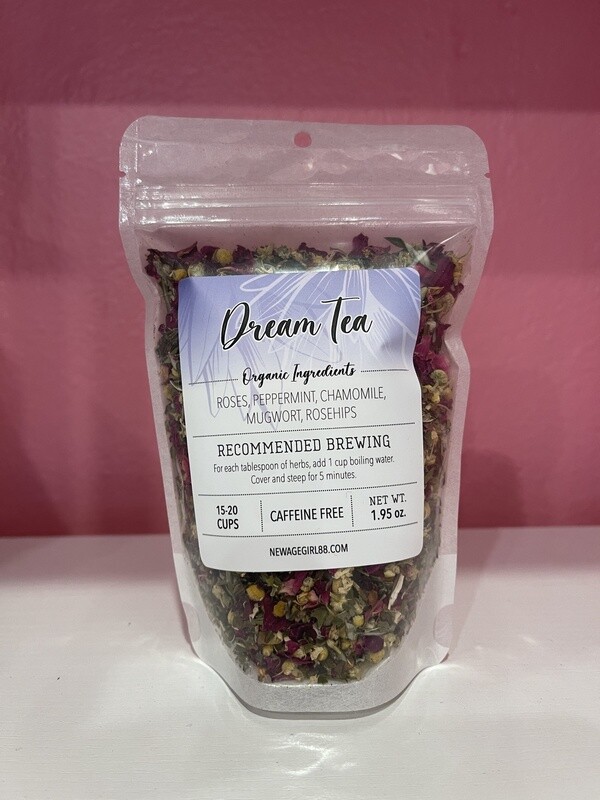 Dream Tea
Organic Ingredients
ROSES, PEPPERMINT, CHAMOMILE,
MUGWORT, ROSEHIPS
RECOMMENDED BREWING
For each tablespoon of herbs, add 1 cup boiling water.
Cover and steep for 5 minutes.
15-20
CUPS
CAFFEINE FREE
NET WT.
1.95 oz.
NEWAGEGIRL88.COM